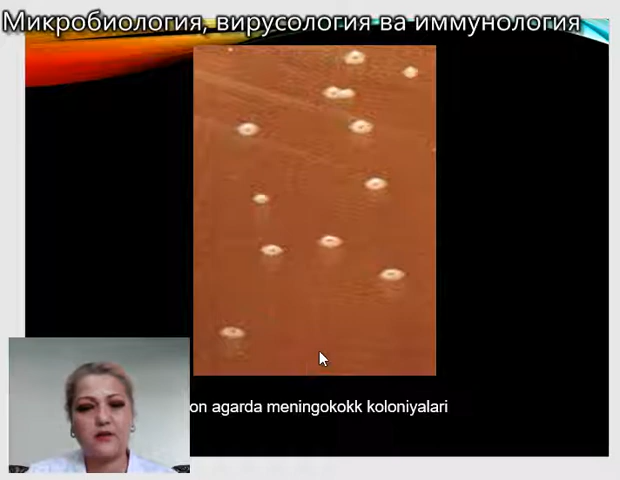 Микробиология, вирусология ва иммунология
on agarda meningokokk koloniyalari